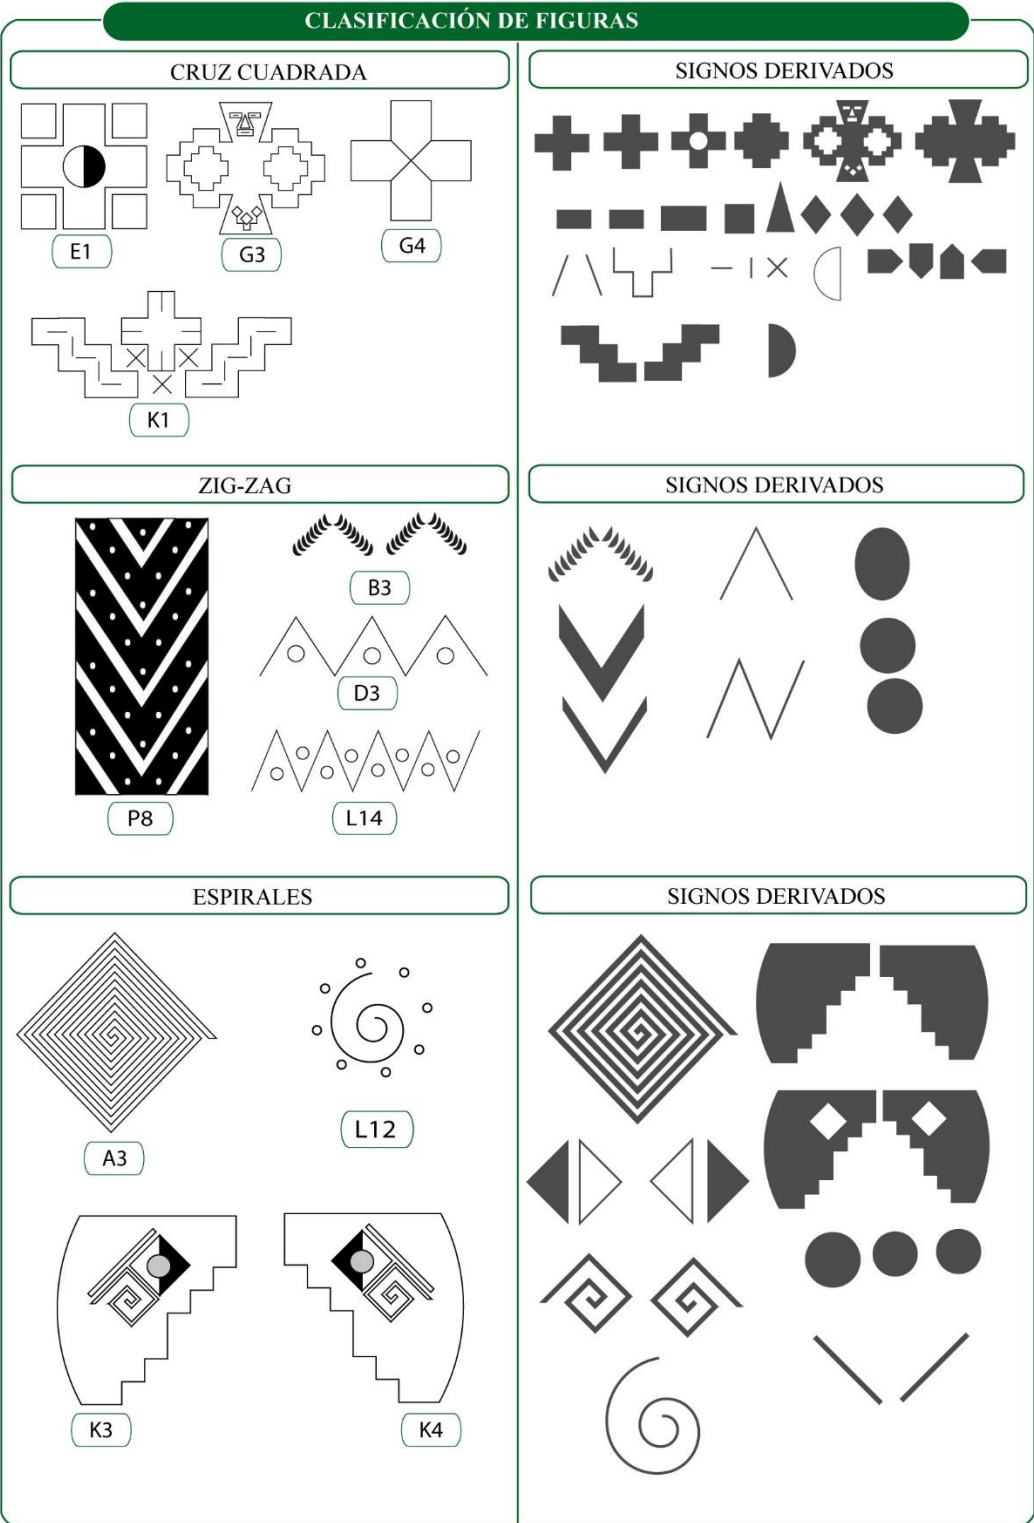 CLASIFICACIÓN DE FIGURAS
CRUZ CUADRADA
SIGNOS DERIVADOS
E1
G3
G4
K1
ZIG-ZAG
SIGNOS DERIVADOS
B3
D3
P8
L14
ESPIRALES
SIGNOS DERIVADOS
A3
L12
K3
K4